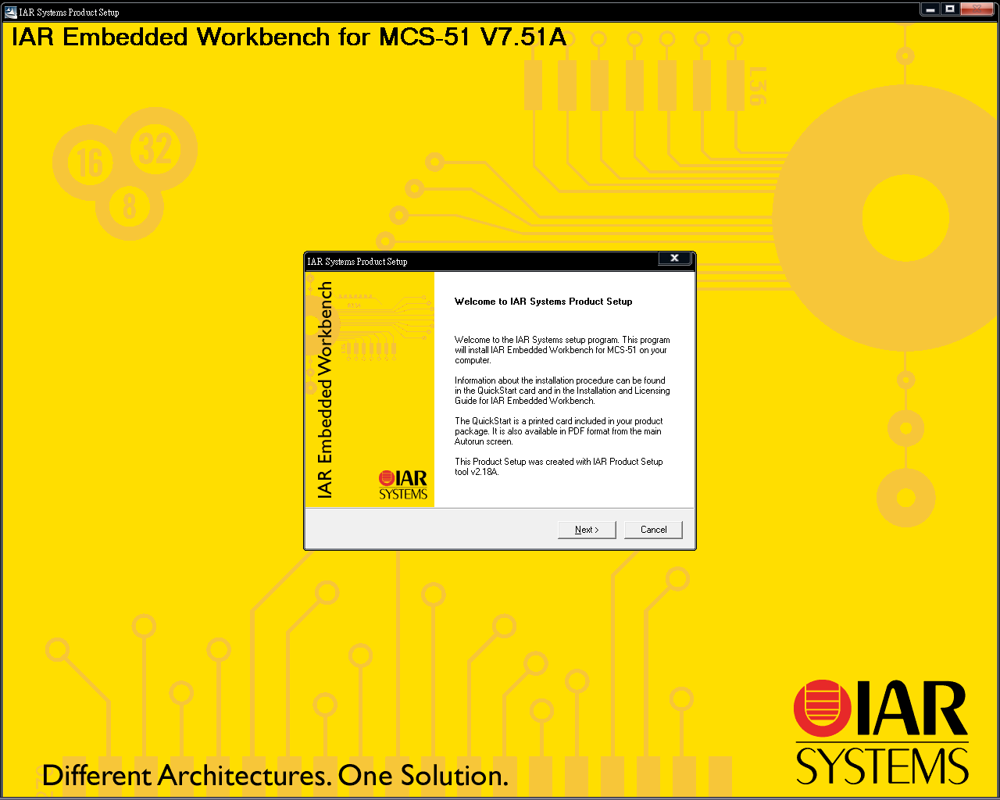 IAR Systems Product Setup
IAR Embedded Workbench for MCS-51 V7.51A
L36
16
32
8
IAR Systems Product Setup
IAR Embedded Workbench
IAR
SYSTEMS
Welcome to IAR Systems Product Setup
Welcome to the IAR Systems setup program. This program
will install IAR Embedded Workbench for MCS-51 on your
computer.
Information about the installation procedure can be found
in the QuickStart card and in the Installation and Licensing
Guide for IAR Embedded Workbench.
The QuickStart is a printed card included in your product
package. It is also available in PDF format from the main
Autorun screen.
This Product Setup was created with IAR Product Setup
tool v2.18A.
Next >
Cancel
Different Architectures. One Solution.
IAR
SYSTEMS